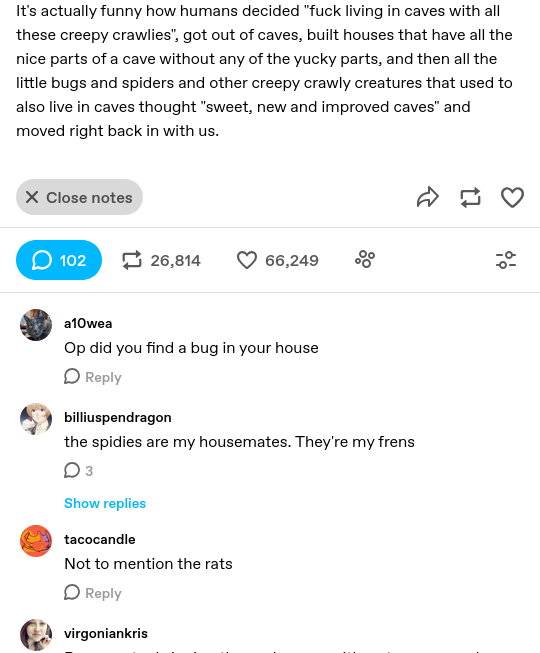 It's actually funny how humans decided "fuck living in caves with all
these creepy crawlies", got out of caves, built houses that have all the
nice parts of a cave without any of the yucky parts, and then all the
little bugs and spiders and other creepy crawly creatures that used to
also live in caves thought "sweet, new and improved caves" and
moved right back in with us.
Close notes
102 26,814 66,249
a10wea
Op did you find a bug in your house
Reply
billiuspendragon
the spidies are my housemates. They're my frens
3
Show replies
tacocandle
Not to mention the rats
Reply
virgoniankris